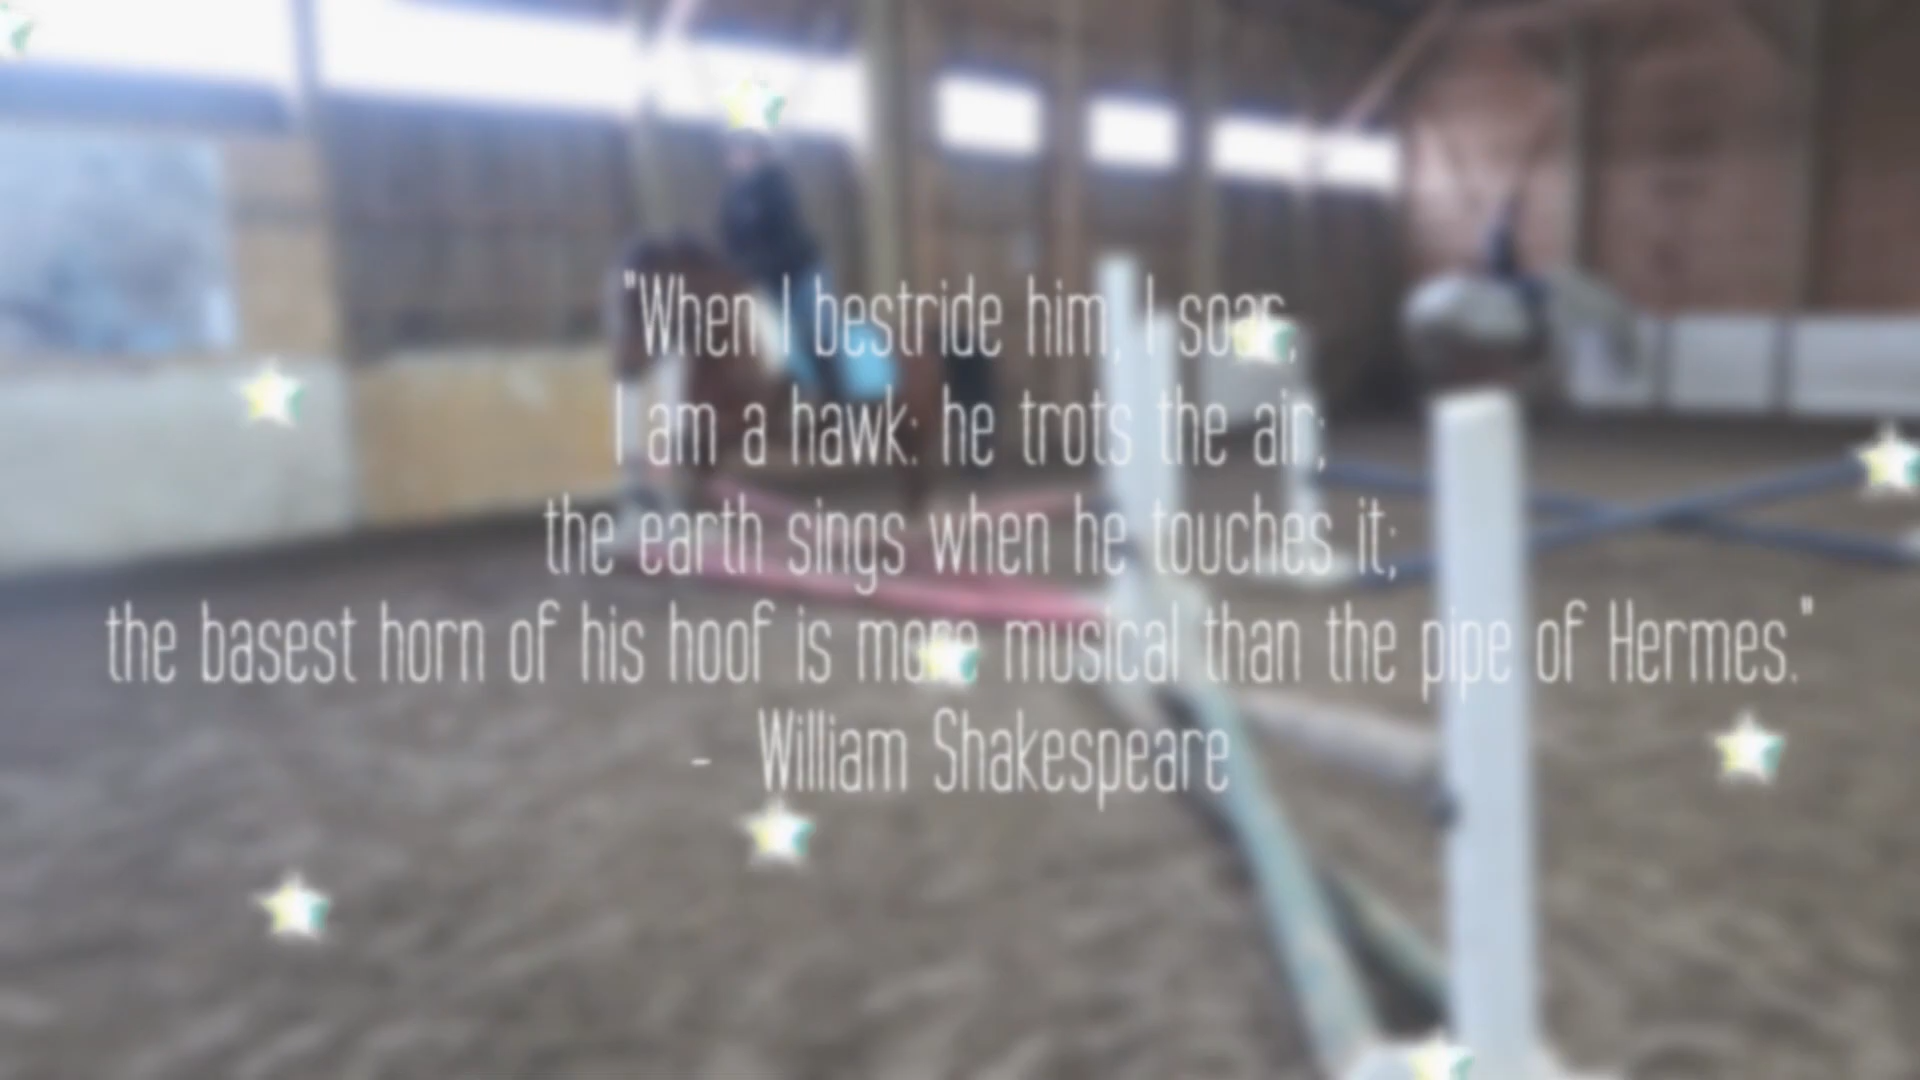 "When I bestride him, I soar,
I am a hawk: he trots the air;
the earth sings when he touches it;
the basest horn of his hoof is more musical than the pipe of Hermes."
- William Shakespeare